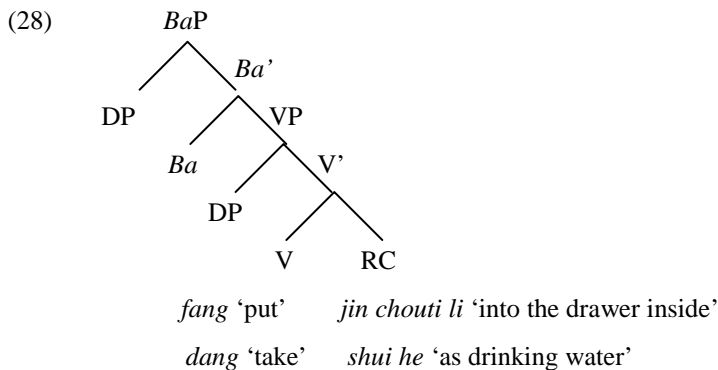 (28) BaP
Ba’
DP VP
Ba V’
DP
V RC
fang ‘put’ jin chouti li ‘into the drawer inside’
dang ‘take’ shui he ‘as drinking water’